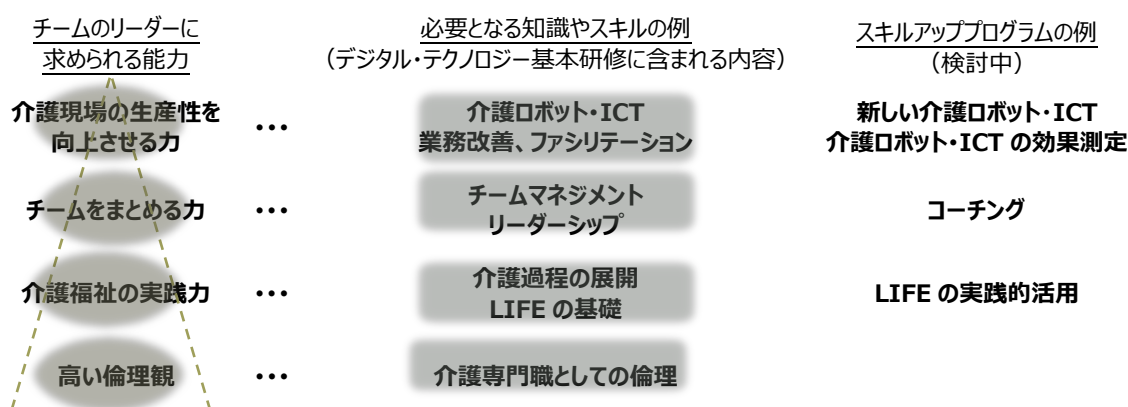 チームのリーダーに
求められる能力
必要となる知識やスキルの例
(デジタル・テクノロジー基本研修に含まれる内容)
スキルアッププログラムの例
(検討中)
介護現場の生産性を
向上させる力
・・・
介護ロボット・ICT
業務改善、ファシリテーション
新しい介護ロボット・ICT
介護ロボット・ICT の効果測定
チームをまとめる力
・・・
チームマネジメント
リーダーシップ
コーチング
介護福祉の実践力
・・・
介護過程の展開
LIFE の基礎
LIFE の実践的活用
高い倫理観
・・・
介護専門職としての倫理